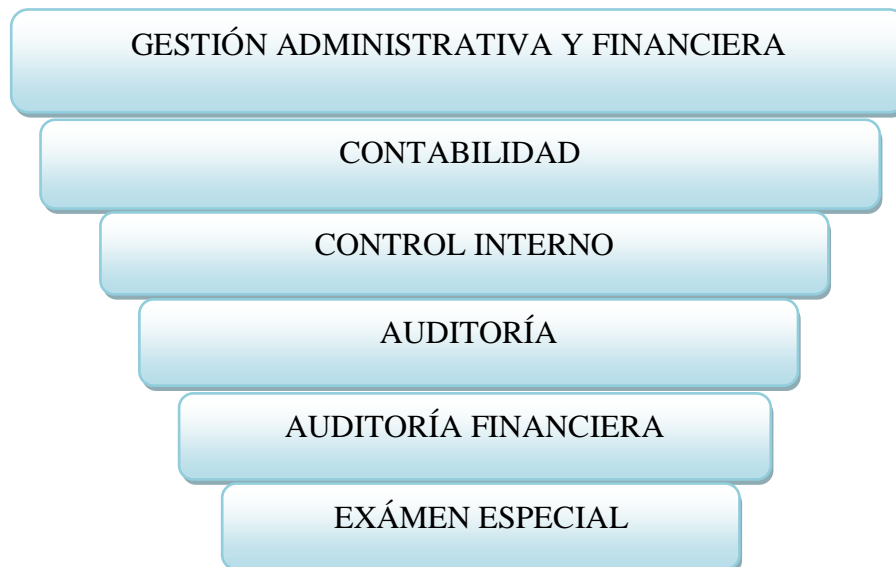 GESTIÓN ADMINISTRATIVA Y FINANCIERA
CONTABILIDAD
CONTROL INTERNO
AUDITORÍA
AUDITORÍA FINANCIERA
EXÁMEN ESPECIAL